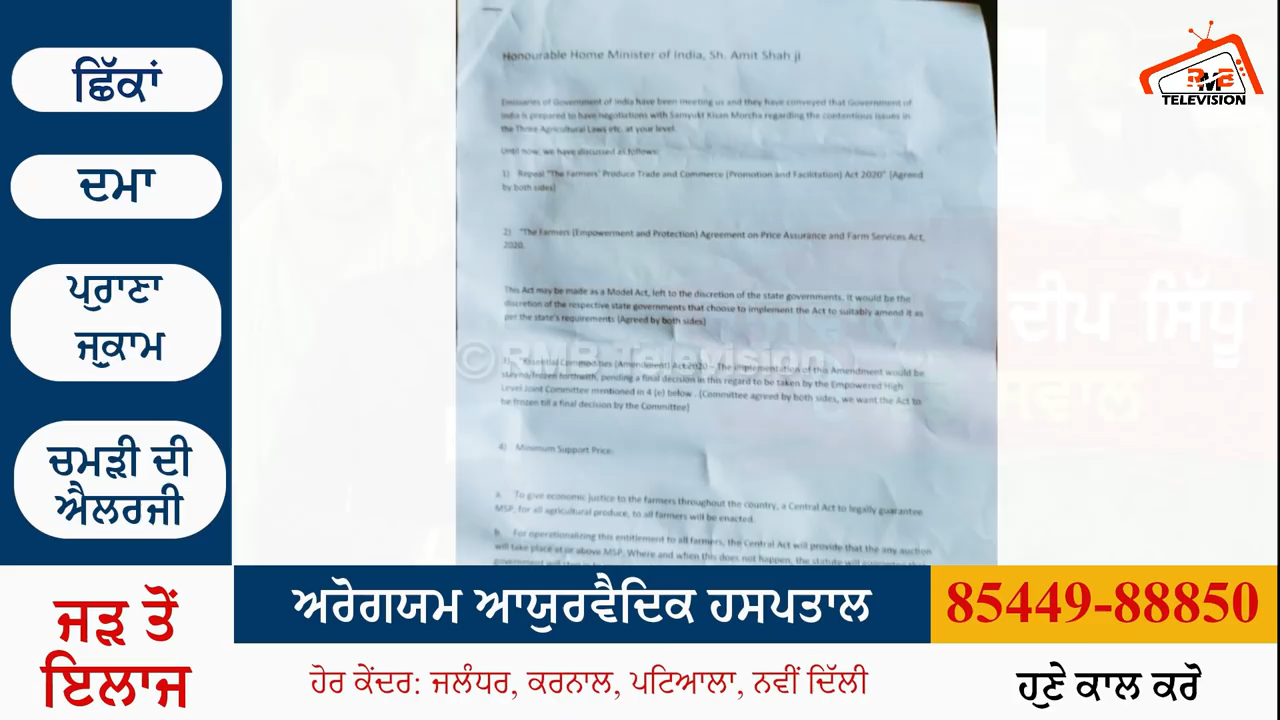 ਛਿੱਕਾਂ
ਦਮਾ
ਪੁਰਾਣਾ
ਜੁਕਾਮ
ਚਮੜੀ ਦੀ
ਐਲਰਜੀ
ਜੜ ਤੋਂ
ਇਲਾਜ
RMB
TELEVISION
Honourable Home Minister of India, Sh. Amit Shah ji
Emissaries of Government of India have been meeting us and they have conveyed that Government of
India is prepared to have negotiations with Samyukt Kisan Morcha regarding the contentious issues in
the Three Agricultural Laws etc. at your level.
Until now, we have discussed as follows:
1) Repeal "The Farmers' Produce Trade and Commerce (Promotion and Facilitation) Act 2020" (Agreed
by both sides)
2) "The Farmers (Empowerment and Protection) Agreement on Price Assurance and Farm Services Act,
2020.
This Act may be made as a Model Act, left to the discretion of the state governments. It would be the
discretion of the respective state governments that choose to implement the Act to suitably amend it as
per the state's requirements (Agreed by both sides)
© RMB Television
"Essential Commodities (Amendment) Act 2020 – The implementation of this Amendment would be
forthwith, pending a final decision in this regard to be taken by the Empowered High
Level Joint Committee mentioned in 4 (e) below . (Committee agreed by both sides, we want the Act to
be frozen till a final decision by the Committee)
4) Minimum Support Price:
a. To give economic justice to the farmers throughout the country, a Central Act to legally guarantee
MSP, for all agricultural produce, to all farmers will be enacted.
b. For operationalizing this entitlement to all farmers, the Central Act will provide that the any auction
will take place at or above MSP. Where and when this does not happen, the statute will
ਦੀਪ ਸਿੱਧੂ
ਅਰੋਗਯਮ ਆਯੁਰਵੈਦਿਕ ਹਸਪਤਾਲ
85449-88850
ਹੋਰ ਕੇਂਦਰ: ਜਲੰਧਰ, ਕਰਨਾਲ, ਪਟਿਆਲਾ, ਨਵੀਂ ਦਿੱਲੀ
ਹੁਣੇ ਕਾਲ ਕਰੋ